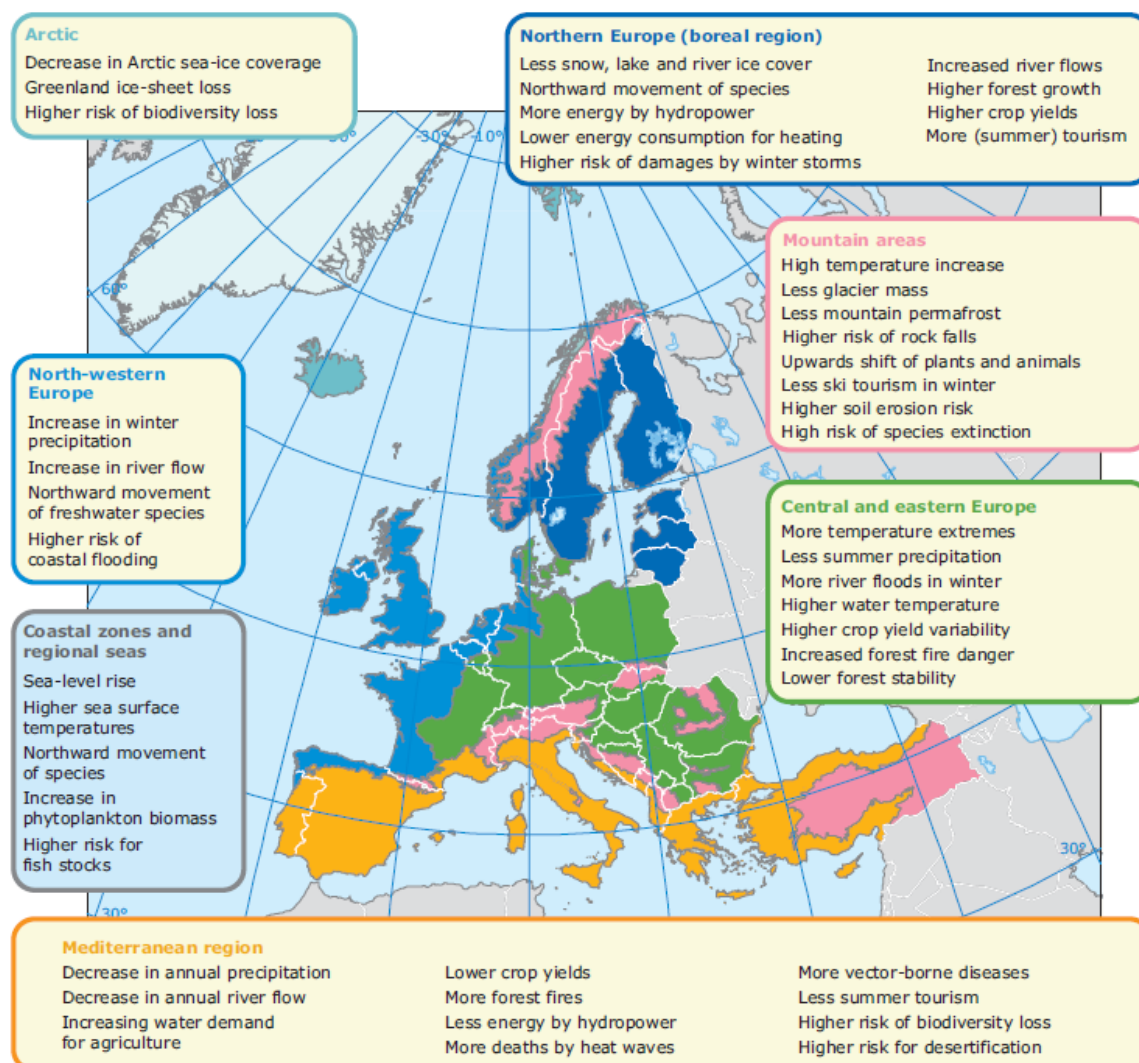 Arctic
Decrease in Arctic sea-ice coverage
Greenland ice-sheet loss
Higher risk of biodiversity loss
Northern Europe (boreal region)
Less snow, lake and river ice cover
Northward movement of species
More energy by hydropower
Lower energy consumption for heating
Higher risk of damages by winter storms
Increased river flows
Higher forest growth
Higher crop yields
More (summer) tourism
-30°
-10°
60°
Mountain areas
High temperature increase
Less glacier mass
Less mountain permafrost
Higher risk of rock falls
Upwards shift of plants and animals
Less ski tourism in winter
Higher soil erosion risk
High risk of species extinction
North-western
Europe
Increase in winter
precipitation
Increase in river flow
Northward movement
of freshwater species
Higher risk of
coastal flooding
Central and eastern Europe
More temperature extremes
Less summer precipitation
More river floods in winter
Higher water temperature
Higher crop yield variability
Increased forest fire danger
Lower forest stability
Coastal zones and
regional seas
Sea-level rise
Higher sea surface
temperatures
Northward movement
of species
Increase in
phytoplankton biomass
Higher risk for
fish stocks
30°
30°
Mediterranean region
Decrease in annual precipitation
Decrease in annual river flow
Increasing water demand
for agriculture
Lower crop yields
More forest fires
Less energy by hydropower
More deaths by heat waves
More vector-borne diseases
Less summer tourism
Higher risk of biodiversity loss
Higher risk for desertification